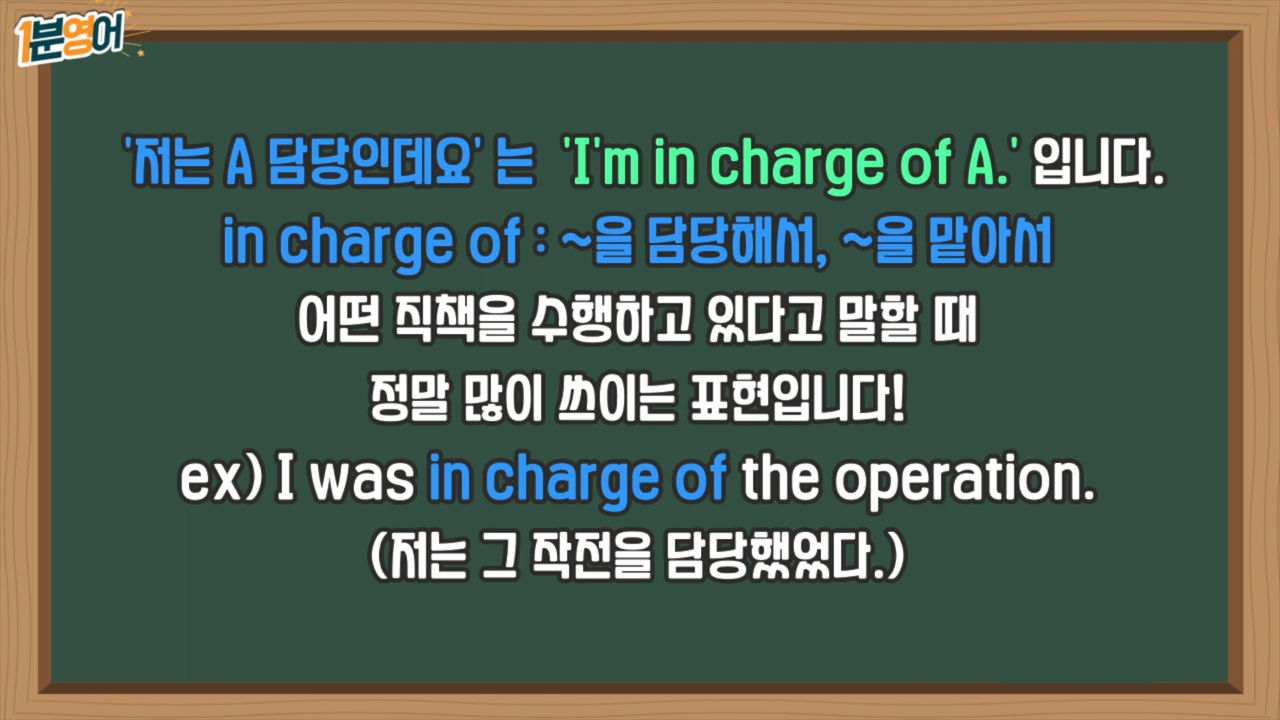 1분영어
'저는 A 담당인데요' 는 'I'm in charge of A.' 입니다.
in charge of : ~을 담당해서, ~을 맡아서
어떤 직책을 수행하고 있다고 말할 때
정말 많이 쓰이는 표현입니다!
ex) I was in charge of the operation.
(저는 그 작전을 담당했었다.)